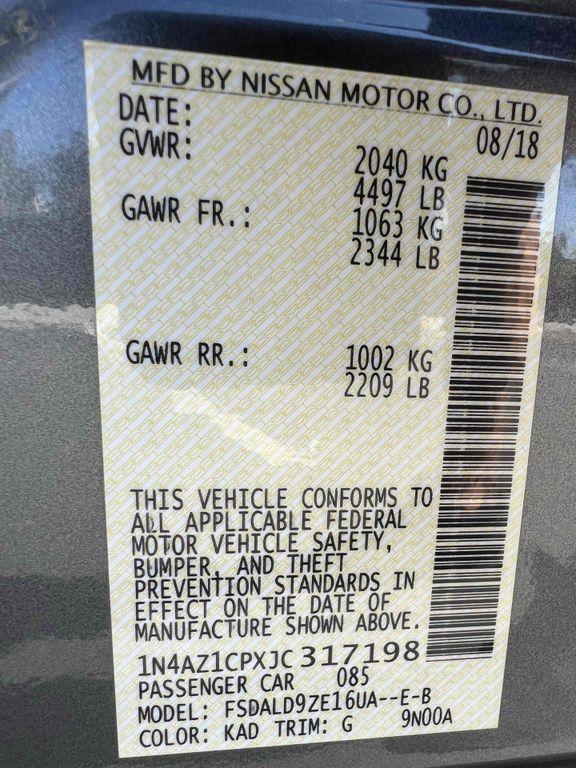 MFD BY NISSAN MOTOR CO., LTD.
DATE: 08/18
GVWR: 2040 KG
4497 LB
GAWR FR.: 1063 KG
2344 LB
GAWR RR.: 1002 KG
2209 LB
THIS VEHICLE CONFORMS TO
ALL APPLICABLE FEDERAL
MOTOR VEHICLE SAFETY,
BUMPER, AND THEFT
PREVENTION STANDARDS IN
EFFECT ON THE DATE OF
MANUFACTURE SHOWN ABOVE.
1N4AZ1CPXJC317198
PASSENGER CAR 085
MODEL: FSDALD9ZE16UA--E-B
COLOR: KAD TRIM: G 9N00A